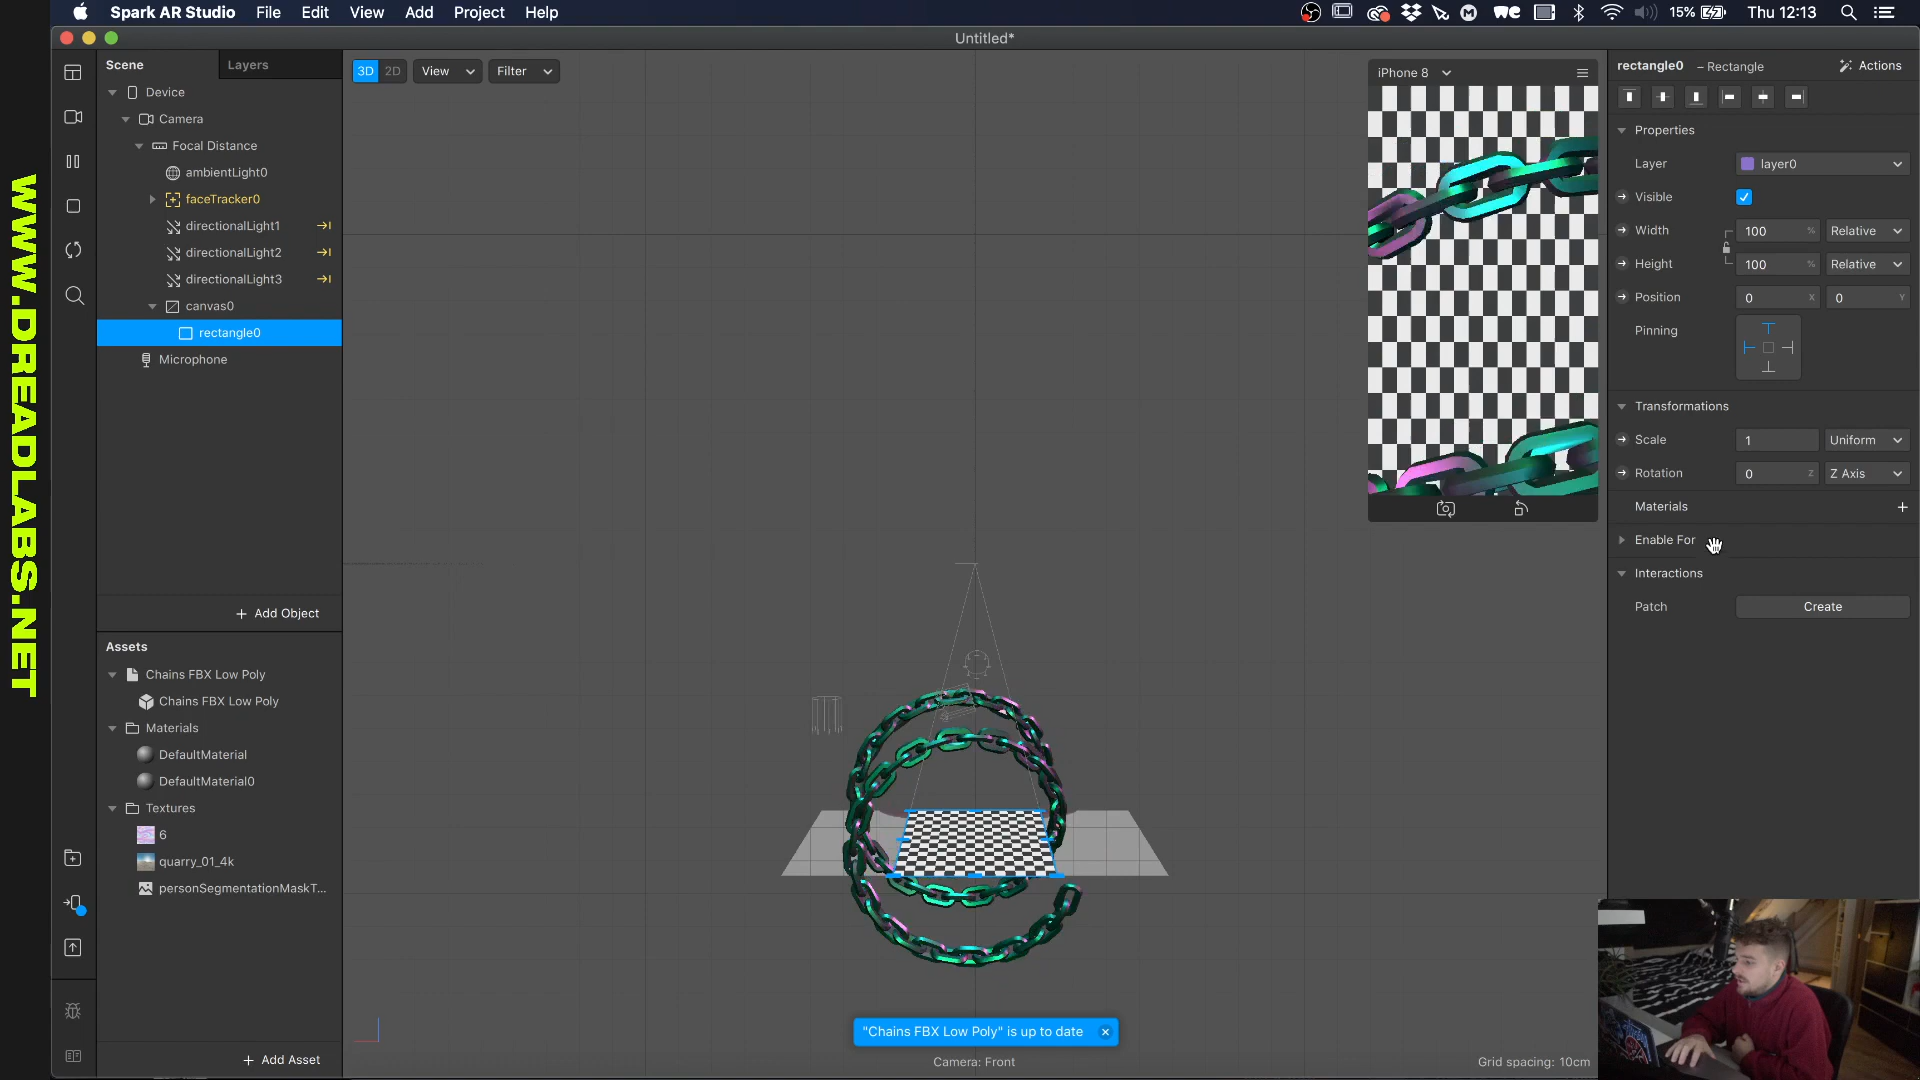 Spark AR Studio File Edit View Add Project Help
15% Thu 12:13
Untitled*
WWW.DREADLABS.NET
Scene Layers
Device
Camera
Focal Distance
ambientLight0
faceTracker0
directionalLight1
directionalLight2
directionalLight3
canvas0
rectangle0
Microphone
+ Add Object
Assets
Chains FBX Low Poly
Chains FBX Low Poly
Materials
DefaultMaterial
DefaultMaterial0
Textures
6
quarry_01_4k
personSegmentationMaskT...
+ Add Asset
3D 2D View Filter
iPhone 8
"Chains FBX Low Poly" is up to date
Camera: Front
Grid spacing: 10cm
rectangle0 – Rectangle Actions
Properties
Layer layer0
Visible
Width 100 % Relative
Height 100 % Relative
Position 0 X 0 Y
Pinning
Transformations
Scale 1 Uniform
Rotation 0 Z Z Axis
Materials +
Enable For
Interactions
Patch Create